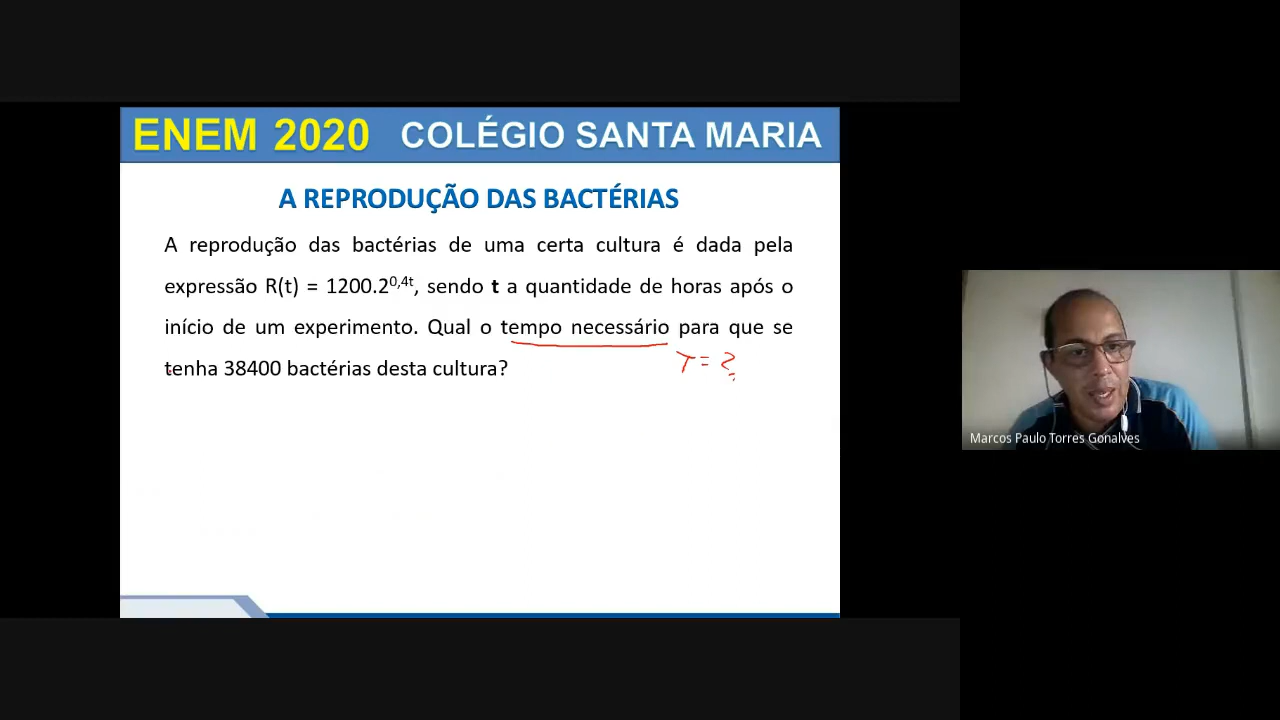 ENEM 2020 COLÉGIO SANTA MARIA
A REPRODUÇÃO DAS BACTÉRIAS
A reprodução das bactérias de uma certa cultura é dada pela
expressão R(t) = 1200.2^0,4t, sendo t a quantidade de horas após o
início de um experimento. Qual o tempo necessário para que se
tenha 38400 bactérias desta cultura?
T = ?
Marcos Paulo Torres Gonalves